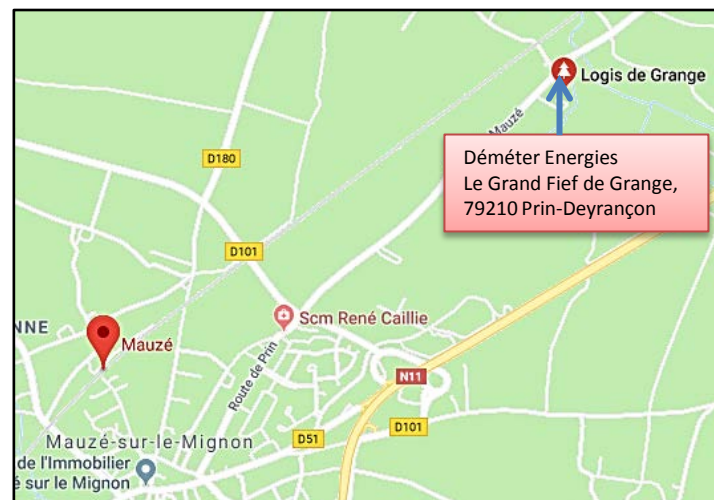 Logis de Grange
Mauzé
Déméter Energies
Le Grand Fief de Grange,
79210 Prin-Deyrançon
D180
D101
Scm René Caillie
NNE
Mauzé
Route de Prin
N11
Mauzé-sur-le-Mignon
D51
D101
de l'Immobilier
é sur le Mignon